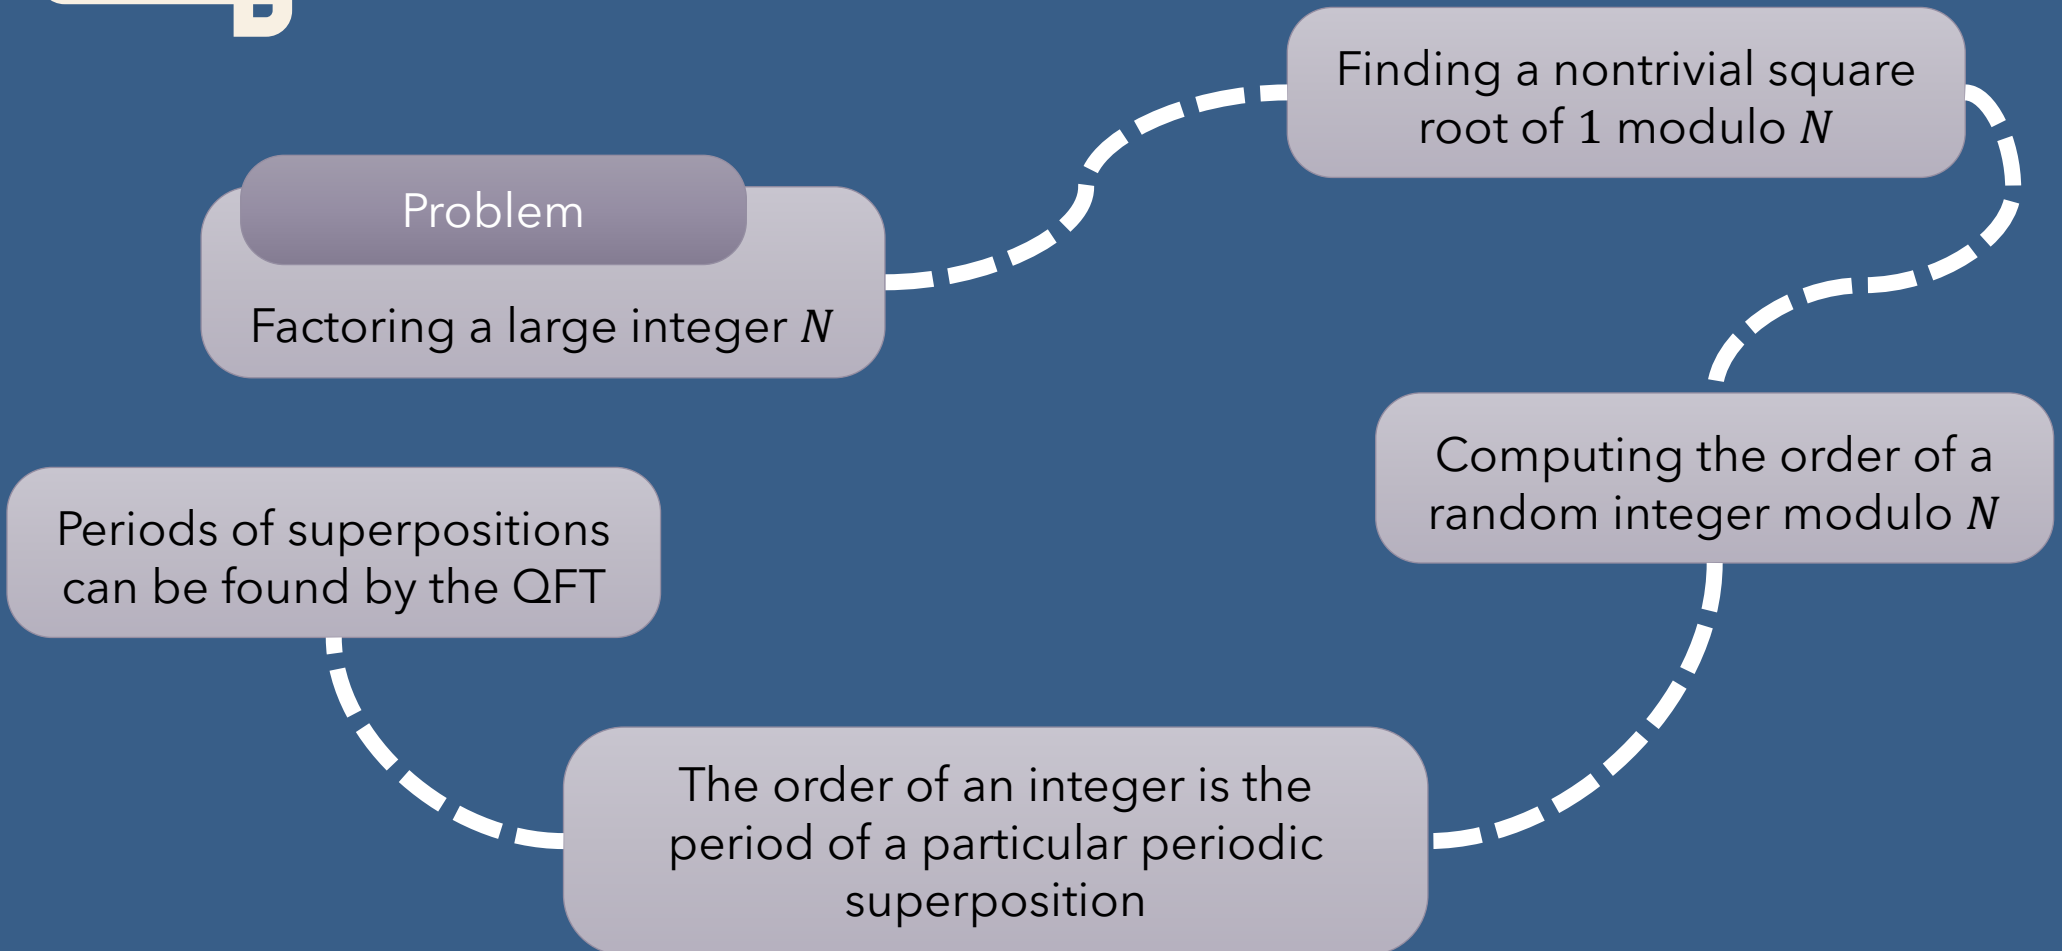 Problem
Factoring a large integer N
Finding a nontrivial square
root of 1 modulo N
Computing the order of a
random integer modulo N
The order of an integer is the
period of a particular periodic
superposition
Periods of superpositions
can be found by the QFT